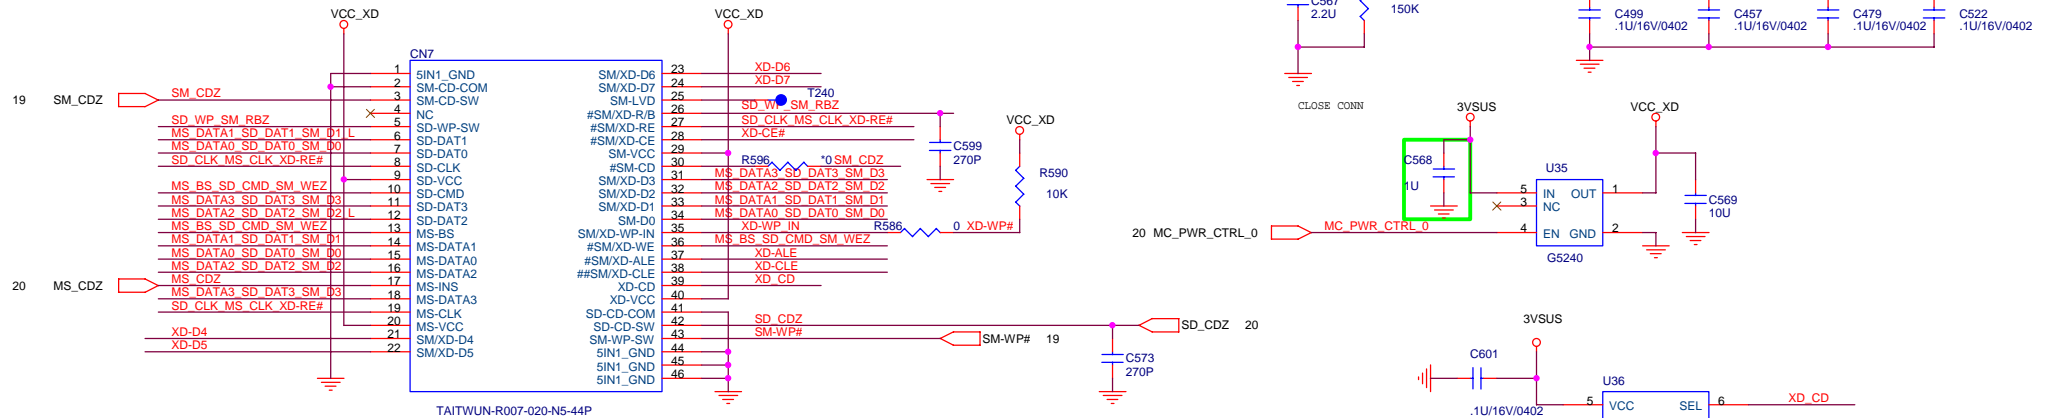 VCC_XD
VCC_XD
C567
2.2U
150K
C499
.1U/16V/0402
C457
.1U/16V/0402
C479
.1U/16V/0402
C522
.1U/16V/0402
CLOSE CONN
CN7
19 SM_CDZ
SM_CDZ
SD_WP_SM_RBZ
MS_DATA1_SD_DAT1_SM_D1_L
MS_DATA0_SD_DAT0_SM_D0
SD_CLK_MS_CLK_XD-RE#
MS_BS_SD_CMD_SM_WEZ
MS_DATA3_SD_DAT3_SM_D3
MS_DATA2_SD_DAT2_SM_D2_L
MS_BS_SD_CMD_SM_WEZ
MS_DATA1_SD_DAT1_SM_D1
MS_DATA0_SD_DAT0_SM_D0
MS_DATA2_SD_DAT2_SM_D2
20 MS_CDZ
MS_CDZ
MS_DATA3_SD_DAT3_SM_D3
SD_CLK_MS_CLK_XD-RE#
XD-D4
XD-D5
1 5IN1_GND
2 SM-CD-COM
3 SM-CD-SW
4 NC
5 SD-WP-SW
6 SD-DAT1
7 SD-DAT0
8 SD-CLK
9 SD-VCC
10 SD-CMD
11 SD-DAT3
12 SD-DAT2
13 MS-BS
14 MS-DATA1
15 MS-DATA0
16 MS-DATA2
17 MS-INS
18 MS-DATA3
19 MS-CLK
20 MS-VCC
21 SM/XD-D4
22 SM/XD-D5
SM/XD-D6 23 XD-D6
SM/XD-D7 24 XD-D7
SM-LVD 25 T240
#SM/XD-R/B 26 SD_WP_SM_RBZ
#SM/XD-RE 27 SD_CLK_MS_CLK_XD-RE#
#SM/XD-CE 28 XD-CE#
SM-VCC 29
#SM-CD 30 R596 *0 SM_CDZ
SM/XD-D3 31 MS_DATA3_SD_DAT3_SM_D3
SM/XD-D2 32 MS_DATA2_SD_DAT2_SM_D2
SM/XD-D1 33 MS_DATA1_SD_DAT1_SM_D1
SM-D0 34 MS_DATA0_SD_DAT0_SM_D0
SM/XD-WP-IN 35 XD-WP_IN R586 0 XD-WP#
#SM/XD-WE 36 MS_BS_SD_CMD_SM_WEZ
#SM/XD-ALE 37 XD-ALE
##SM/XD-CLE 38 XD-CLE
XD-CD 39 XD_CD
XD-VCC 40
SD-CD-COM 41
SD-CD-SW 42 SD_CDZ
SM-WP-SW 43 SM-WP#
5IN1_GND 44
5IN1_GND 45
5IN1_GND 46
TAITWUN-R007-020-N5-44P
C599
270P
VCC_XD
R590
10K
SD_CDZ 20
SM-WP# 19
C573
270P
3VSUS
VCC_XD
C568
1U
U35
5 IN OUT 1
3 NC
4 EN GND 2
G5240
C569
10U
20 MC_PWR_CTRL_0
MC_PWR_CTRL_0
3VSUS
C601
.1U/16V/0402
U36
5 VCC SEL 6
XD_CD